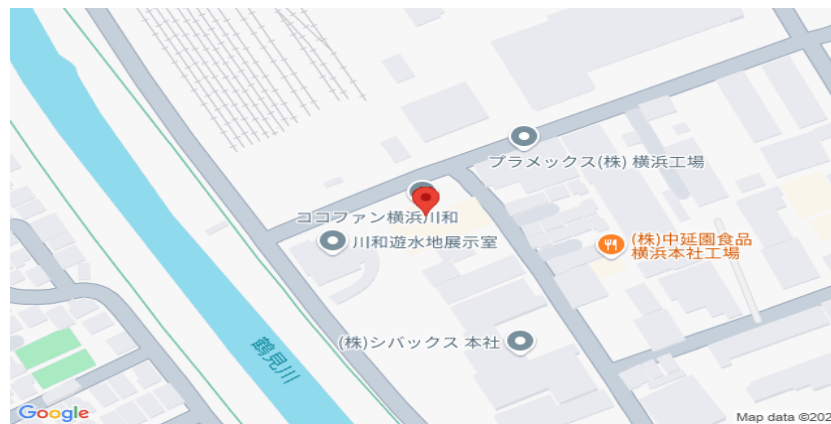 プラメックス(株) 横浜工場
ココファン横浜川和
川和遊水地展示室
(株)中延園食品
横浜本社工場
(株)シバックス 本社
鶴見川
Google
Map data ©202